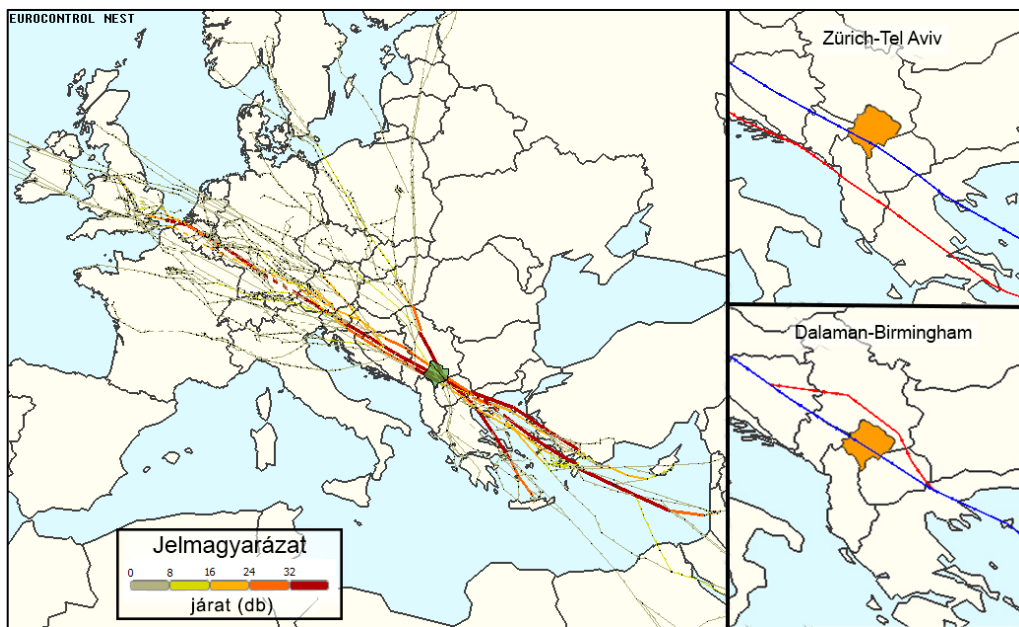 EUROCONTROL NEST
Zürich-Tel Aviv
Dalaman-Birmingham
Jelmagyarázat
0 8 16 24 32
járat (db)